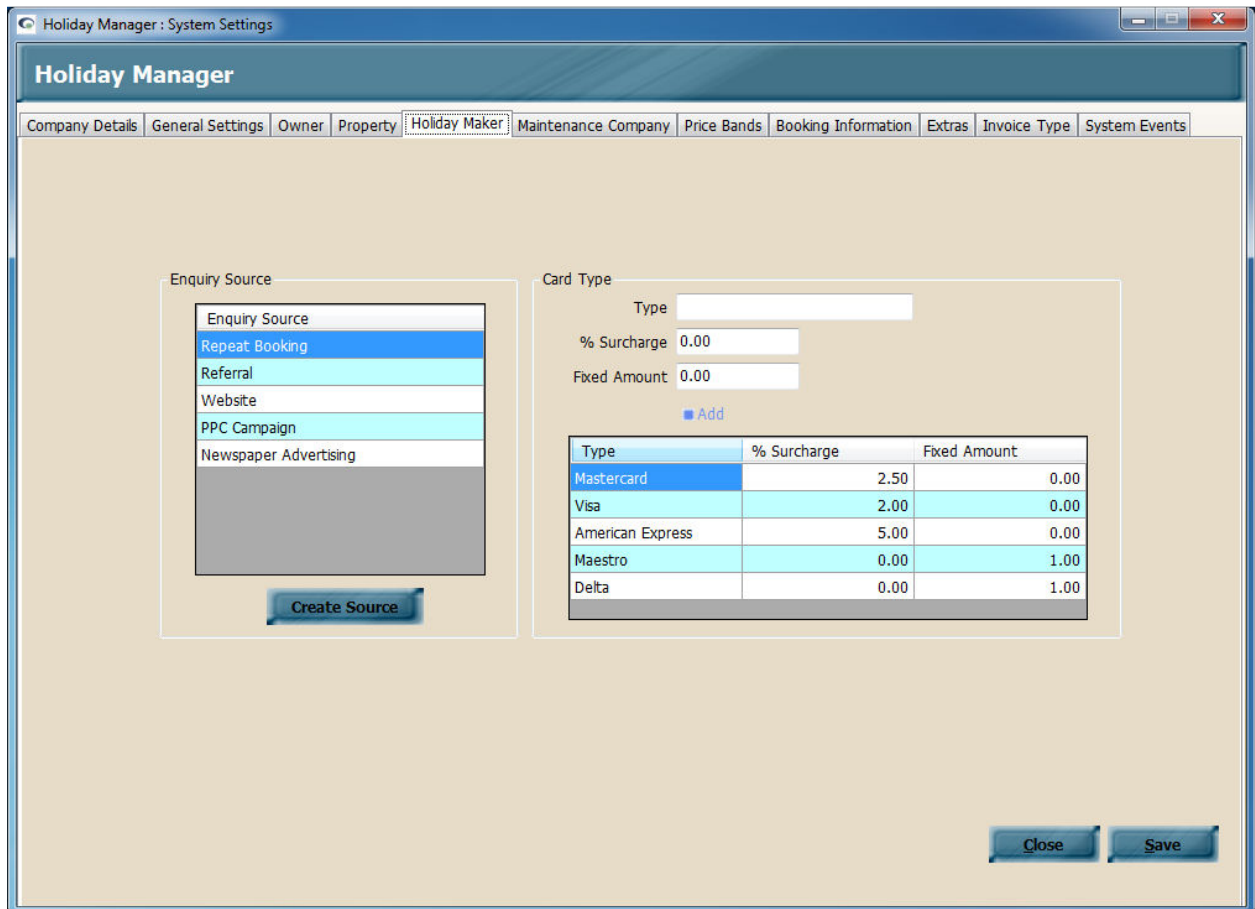 Holiday Manager : System Settings
Holiday Manager
Company Details General Settings Owner Property Holiday Maker Maintenance Company Price Bands Booking Information Extras Invoice Type System Events
Enquiry Source
Enquiry Source
Repeat Booking
Referral
Website
PPC Campaign
Newspaper Advertising
Create Source
Card Type
Type
% Surcharge 0.00
Fixed Amount 0.00
Add
Type % Surcharge Fixed Amount
Mastercard 2.50 0.00
Visa 2.00 0.00
American Express 5.00 0.00
Maestro 0.00 1.00
Delta 0.00 1.00
Close Save